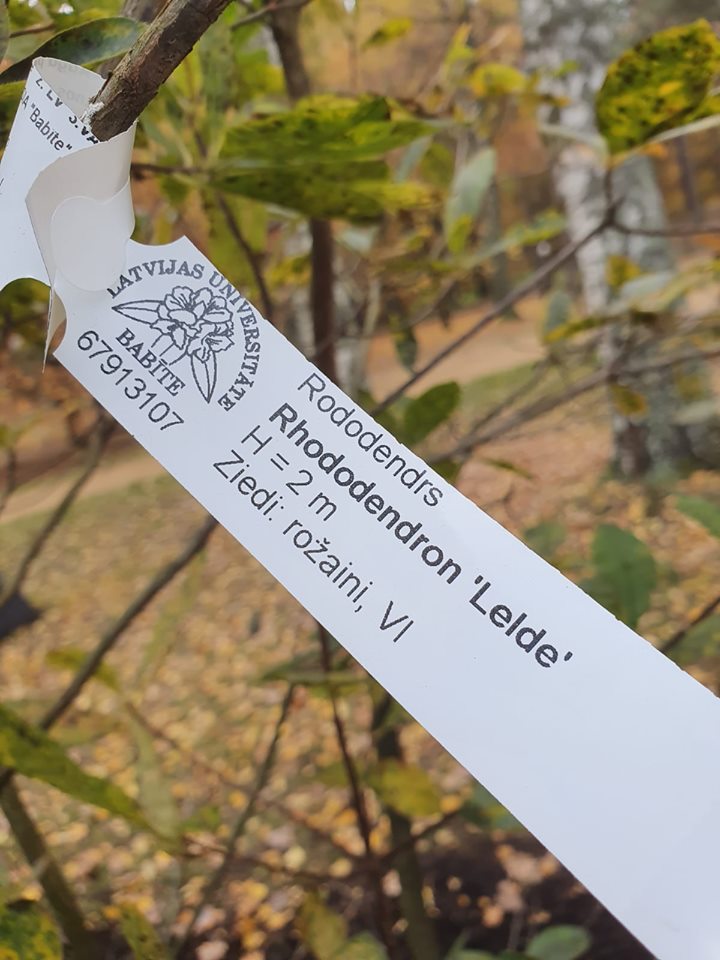 "Babīte"
LATVIJAS UNIVERSITĀTE
BABĪTE
67913107
Rododendrs
Rhododendron 'Lelde'
H = 2 m
Ziedi: rožaini, VI